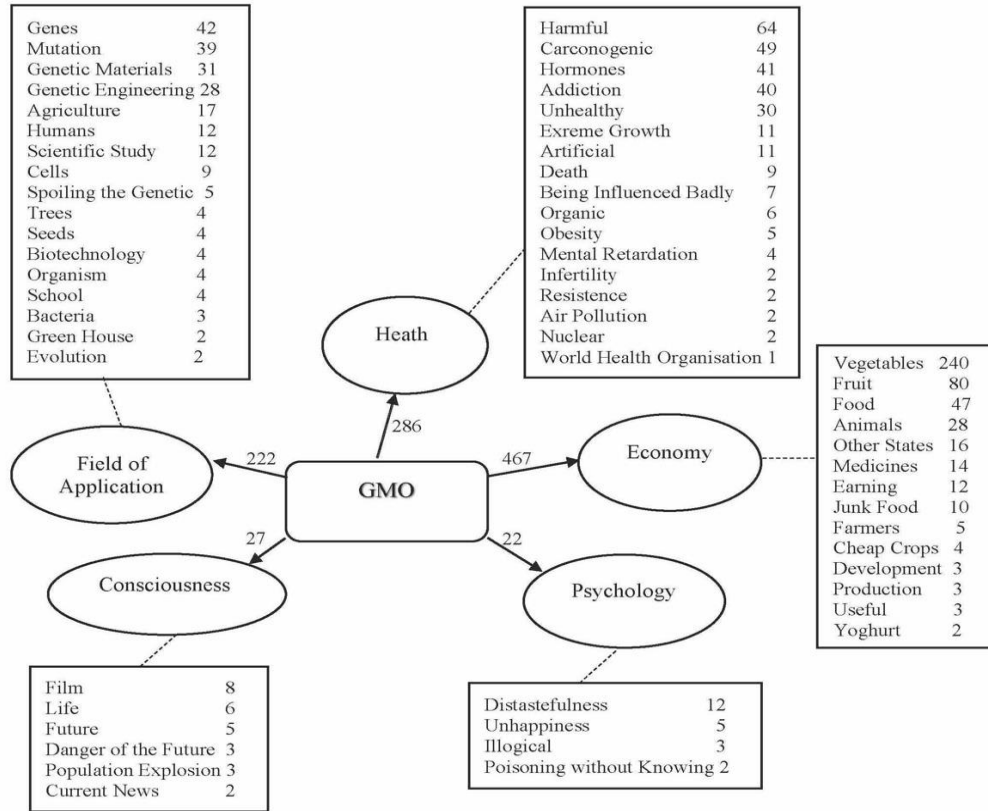 Genes 42
Mutation 39
Genetic Materials 31
Genetic Engineering 28
Agriculture 17
Humans 12
Scientific Study 12
Cells 9
Spoiling the Genetic 5
Trees 4
Seeds 4
Biotechnology 4
Organism 4
School 4
Bacteria 3
Green House 2
Evolution 2
Harmful 64
Carconogenic 49
Hormones 41
Addiction 40
Unhealthy 30
Exreme Growth 11
Artificial 11
Death 9
Being Influenced Badly 7
Organic 6
Obesity 5
Mental Retardation 4
Infertility 2
Resistence 2
Air Pollution 2
Nuclear 2
World Health Organisation 1
Heath
286
Vegetables 240
Fruit 80
Food 47
Animals 28
Other States 16
Medicines 14
Earning 12
Junk Food 10
Farmers 5
Cheap Crops 4
Development 3
Production 3
Useful 3
Yoghurt 2
Field of
Application
222
GMO
467
Economy
27
Consciousness
22
Psychology
Film 8
Life 6
Future 5
Danger of the Future 3
Population Explosion 3
Current News 2
Distastefulness 12
Unhappiness 5
Illogical 3
Poisoning without Knowing 2